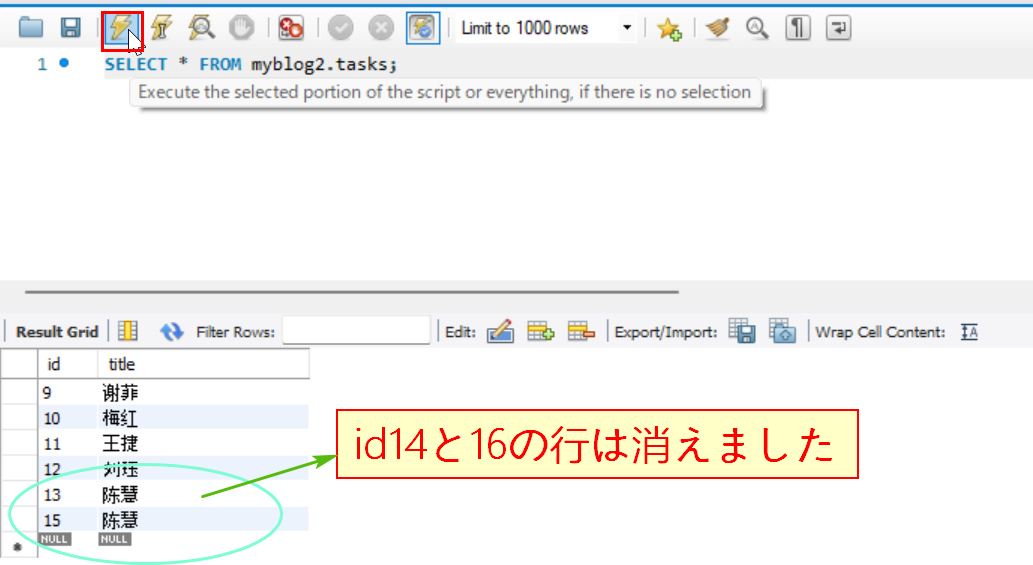 Limit to 1000 rows
1 SELECT * FROM myblog2.tasks;
Execute the selected portion of the script or everything, if there is no selection
Result Grid Filter Rows: Edit: Export/Import: Wrap Cell Content:
id title
9 谢菲
10 梅红
11 王捷
12 刘珏
13 陈慧
15 陈慧
NULL NULL
id14と16の行は消えました